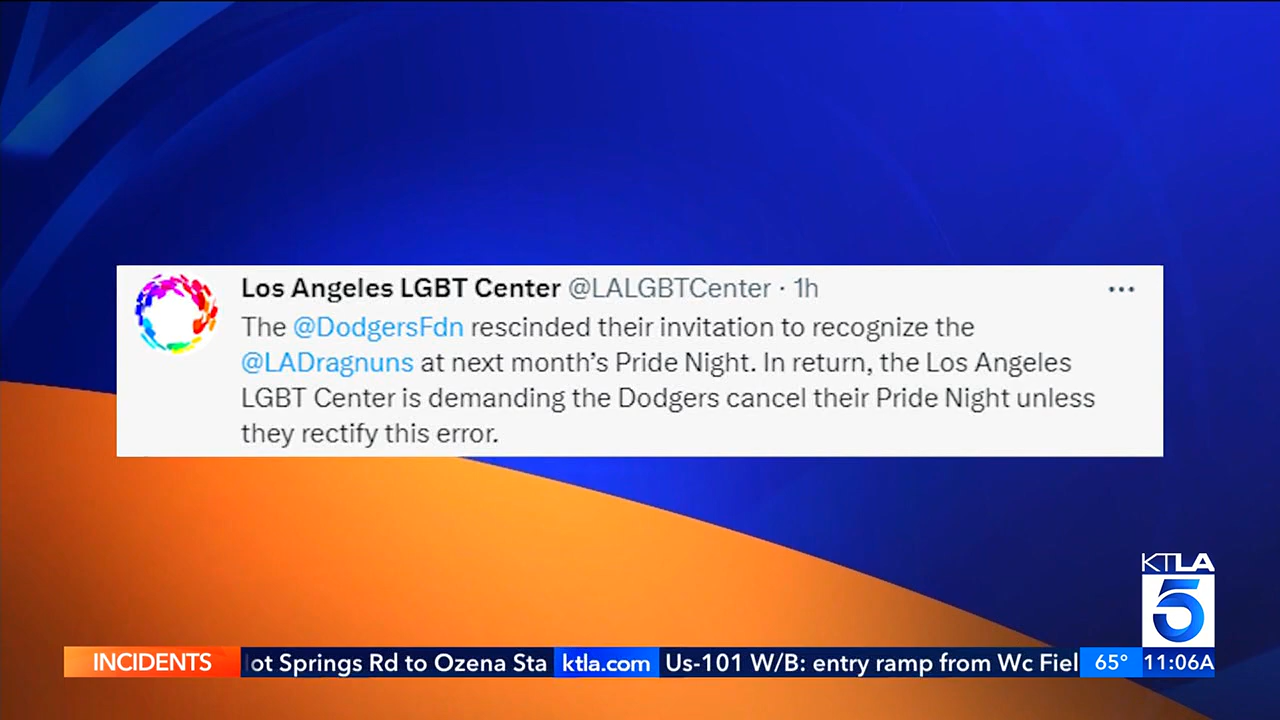 Los Angeles LGBT Center @LALGBTCenter · 1h
The @DodgersFdn rescinded their invitation to recognize the
@LADragnuns at next month’s Pride Night. In return, the Los Angeles
LGBT Center is demanding the Dodgers cancel their Pride Night unless
they rectify this error.
KTLA
5
INCIDENTS ot Springs Rd to Ozena Sta ktla.com Us-101 W/B: entry ramp from Wc Fiel 65° 11:06A